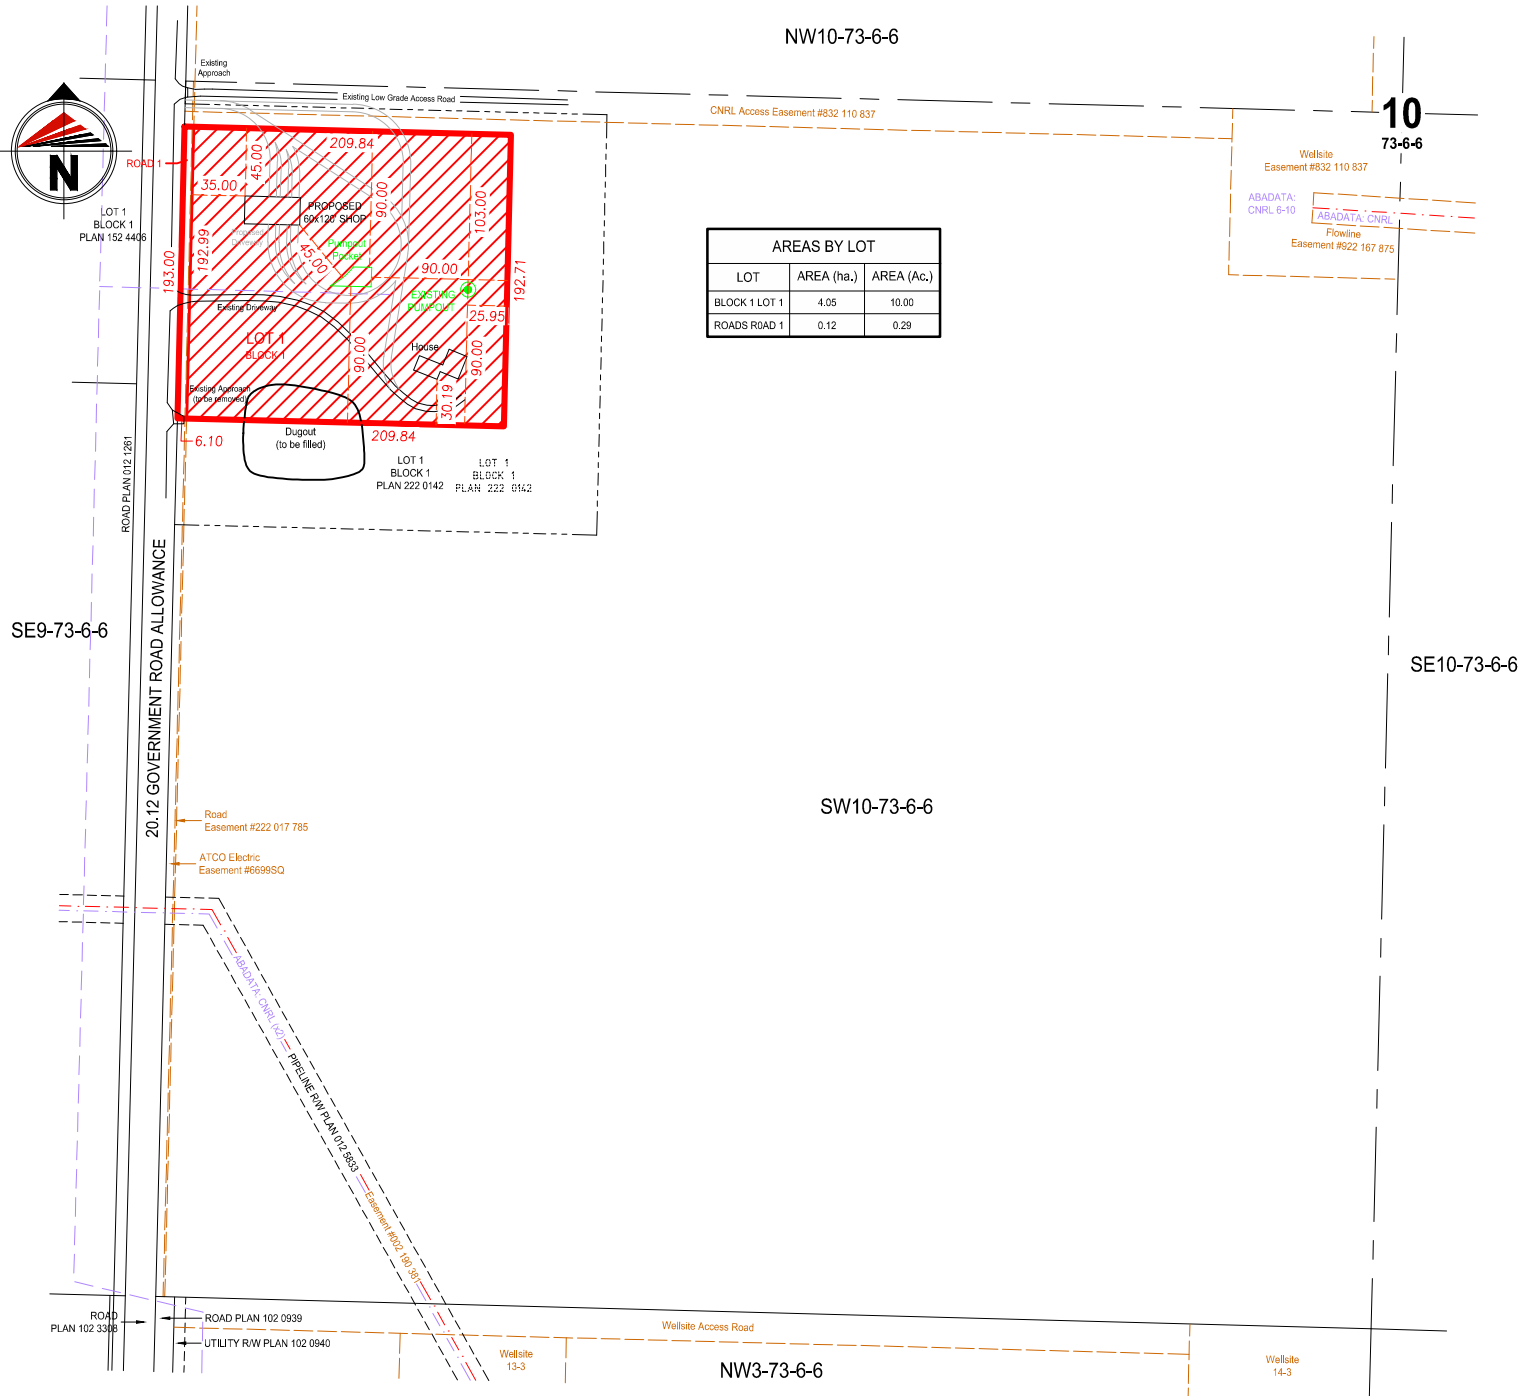 NW10-73-6-6
Existing
Approach
Existing Low Grade Access Road
CNRL Access Easement #832 110 837
10
73-6-6
N
ROAD 1
LOT 1
BLOCK 1
PLAN 152 4406
209.84
45.00
35.00
90.00
103.00
PROPOSED
60x120' SHOP
Proposed
Driveway
192.99
193.00
45.00
Pumpout
Pocket
90.00
192.71
EXISTING
PUMPOUT
25.95
Existing Driveway
LOT 1
BLOCK 1
90.00
House
90.00
30.19
Existing Approach
(to be removed)
6.10
Dugout
(to be filled)
209.84
LOT 1
BLOCK 1
PLAN 222 0142
LOT 1
BLOCK 1
PLAN 222 0142
Wellsite
Easement #832 110 837
ABADATA:
CNRL 6-10
ABADATA: CNRL
Flowline
Easement #922 167 875
AREAS BY LOT
LOT AREA (ha.) AREA (Ac.)
BLOCK 1 LOT 1 4.05 10.00
ROADS R0AD 1 0.12 0.29
ROAD PLAN 012 1261
20.12 GOVERNMENT ROAD ALLOWANCE
SE9-73-6-6
SE10-73-6-6
SW10-73-6-6
Road
Easement #222 017 785
ATCO Electric
Easement #6699SQ
ABADATA: CNRL (x2)
PIPELINE R/W PLAN 012 5833
Easement #002 190 381
ROAD
PLAN 102 3308
ROAD PLAN 102 0939
UTILITY R/W PLAN 102 0940
Wellsite Access Road
Wellsite
13-3
NW3-73-6-6
Wellsite
14-3